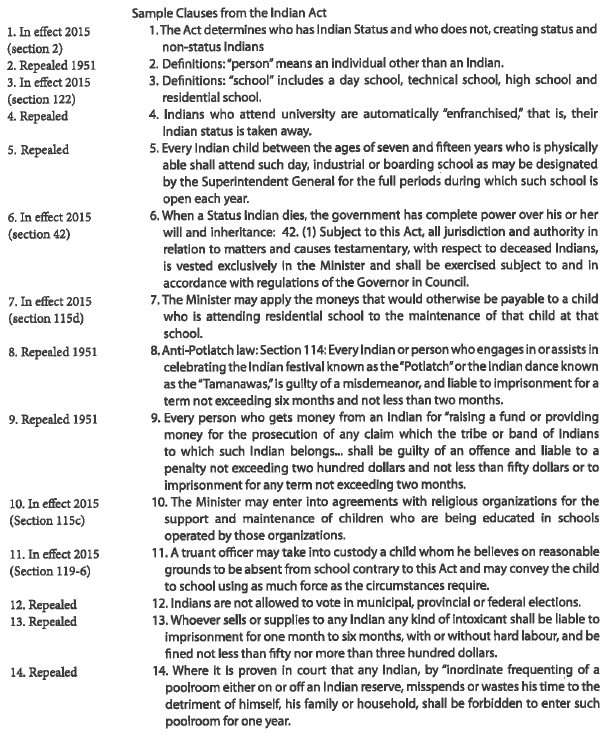 Sample Clauses from the Indian Act
1. In effect 2015
(section 2)
1. The Act determines who has Indian Status and who does not, creating status and
non-status Indians
2. Repealed 1951
2. Definitions: "person" means an individual other than an Indian.
3. In effect 2015
(section 122)
3. Definitions: "school" includes a day school, technical school, high school and
residential school.
4. Repealed
4. Indians who attend university are automatically "enfranchised," that is, their
Indian status is taken away.
5. Repealed
5. Every Indian child between the ages of seven and fifteen years who is physically
able shall attend such day, industrial or boarding school as may be designated
by the Superintendent General for the full periods during which such school is
open each year.
6. In effect 2015
(section 42)
6. When a Status Indian dies, the government has complete power over his or her
will and inheritance: 42. (1) Subject to this Act, all jurisdiction and authority in
relation to matters and causes testamentary, with respect to deceased Indians,
is vested exclusively in the Minister and shall be exercised subject to and in
accordance with regulations of the Governor in Council.
7. In effect 2015
(section 115d)
7. The Minister may apply the moneys that would otherwise be payable to a child
who is attending residential school to the maintenance of that child at that
school.
8. Repealed 1951
8. Anti-Potlatch law: Section 114: Every Indian or person who engages in or assists in
celebrating the Indian festival known as the "Potlatch" or the Indian dance known
as the "Tamanawas," is guilty of a misdemeanor, and liable to imprisonment for a
term not exceeding six months and not less than two months.
9. Repealed 1951
9. Every person who gets money from an Indian for "raising a fund or providing
money for the prosecution of any claim which the tribe or band of Indians
to which such Indian belongs... shall be guilty of an offence and liable to a
penalty not exceeding two hundred dollars and not less than fifty dollars or to
imprisonment for any term not exceeding two months.
10. In effect 2015
(Section 115c)
10. The Minister may enter into agreements with religious organizations for the
support and maintenance of children who are being educated in schools
operated by those organizations.
11. In effect 2015
(Section 119-6)
11. A truant officer may take into custody a child whom he believes on reasonable
grounds to be absent from school contrary to this Act and may convey the child
to school using as much force as the circumstances require.
12. Repealed
12. Indians are not allowed to vote in municipal, provincial or federal elections.
13. Repealed
13. Whoever sells or supplies to any Indian any kind of intoxicant shall be liable to
imprisonment for one month to six months, with or without hard labour, and be
fined not less than fifty nor more than three hundred dollars.
14. Repealed
14. Where it is proven in court that any Indian, by "inordinate frequenting of a
poolroom either on or off an Indian reserve, misspends or wastes his time to the
detriment of himself, his family or household, shall be forbidden to enter such
poolroom for one year.